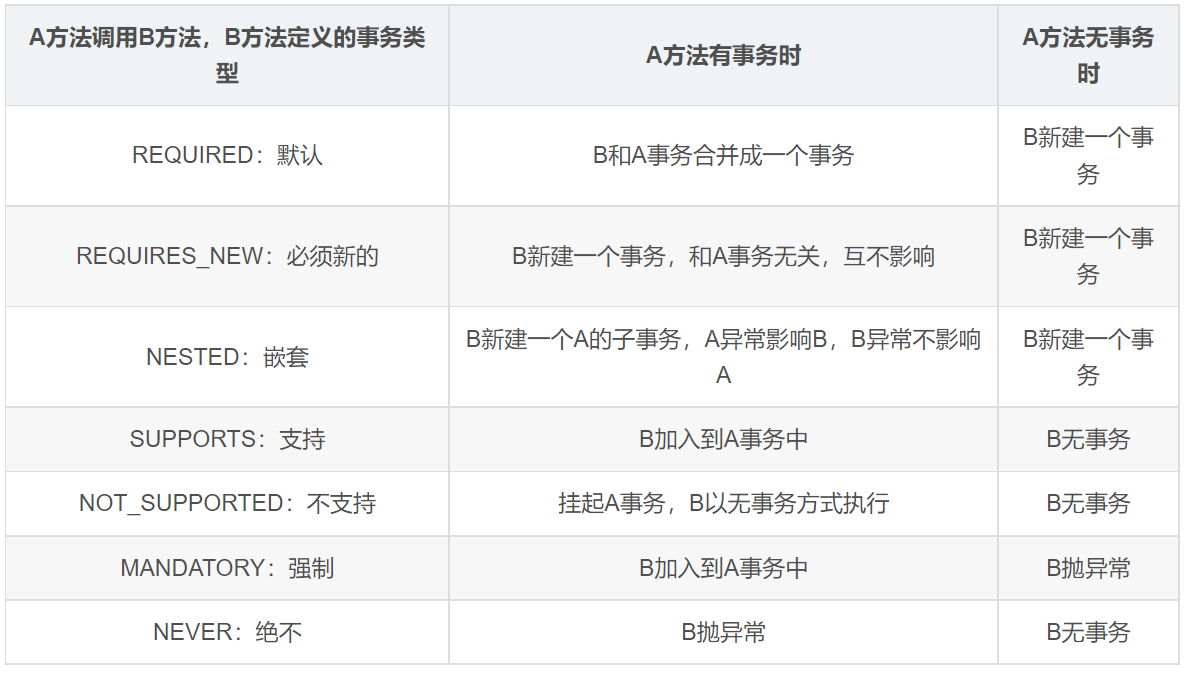 A方法调用B方法，B方法定义的事务类
型
A方法有事务时
A方法无事务
时
REQUIRED：默认
B和A事务合并成一个事务
B新建一个事
务
REQUIRES_NEW：必须新的
B新建一个事务，和A事务无关，互不影响
B新建一个事
务
NESTED：嵌套
B新建一个A的子事务，A异常影响B，B异常不影响
A
B新建一个事
务
SUPPORTS：支持
B加入到A事务中
B无事务
NOT_SUPPORTED：不支持
挂起A事务，B以无事务方式执行
B无事务
MANDATORY：强制
B加入到A事务中
B抛异常
NEVER：绝不
B抛异常
B无事务